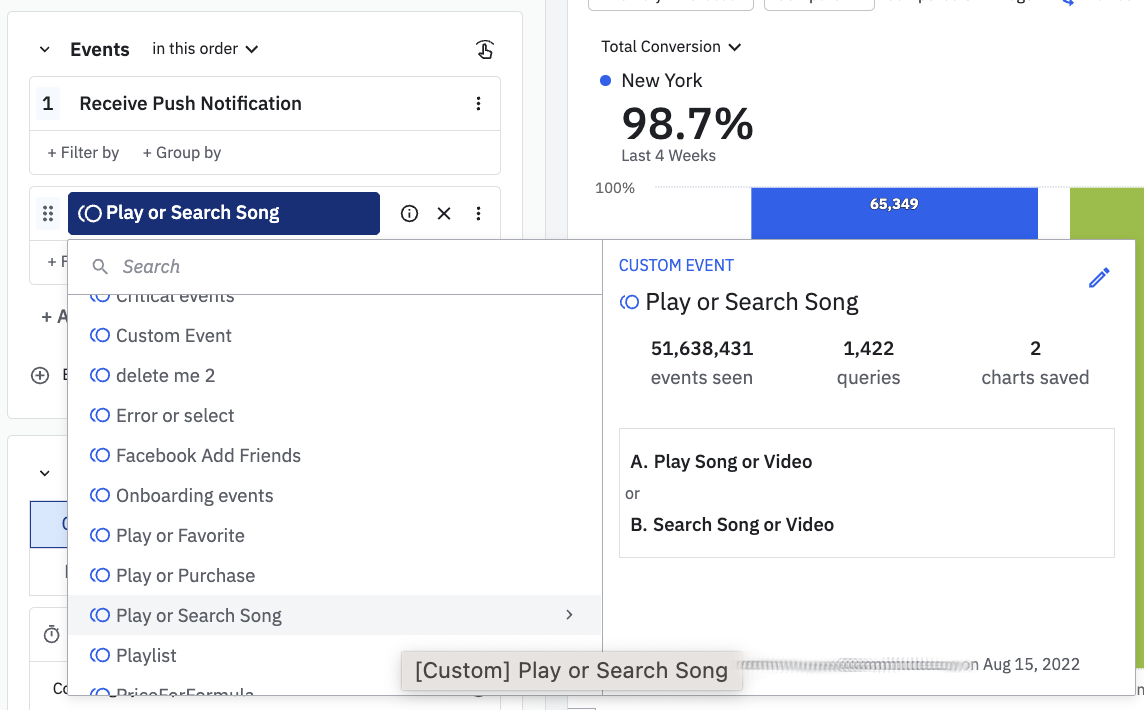 Events in this order
1 Receive Push Notification
+ Filter by + Group by
Play or Search Song
+ F
+ A
Search
Critical events
Custom Event
delete me 2
Error or select
Facebook Add Friends
Onboarding events
Play or Favorite
Play or Purchase
Play or Search Song
Playlist
PriceForFormula
Co
Total Conversion
New York
98.7%
Last 4 Weeks
100%
65,349
CUSTOM EVENT
Play or Search Song
51,638,431 1,422 2
events seen queries charts saved
A. Play Song or Video
or
B. Search Song or Video
[Custom] Play or Search Song
on Aug 15, 2022